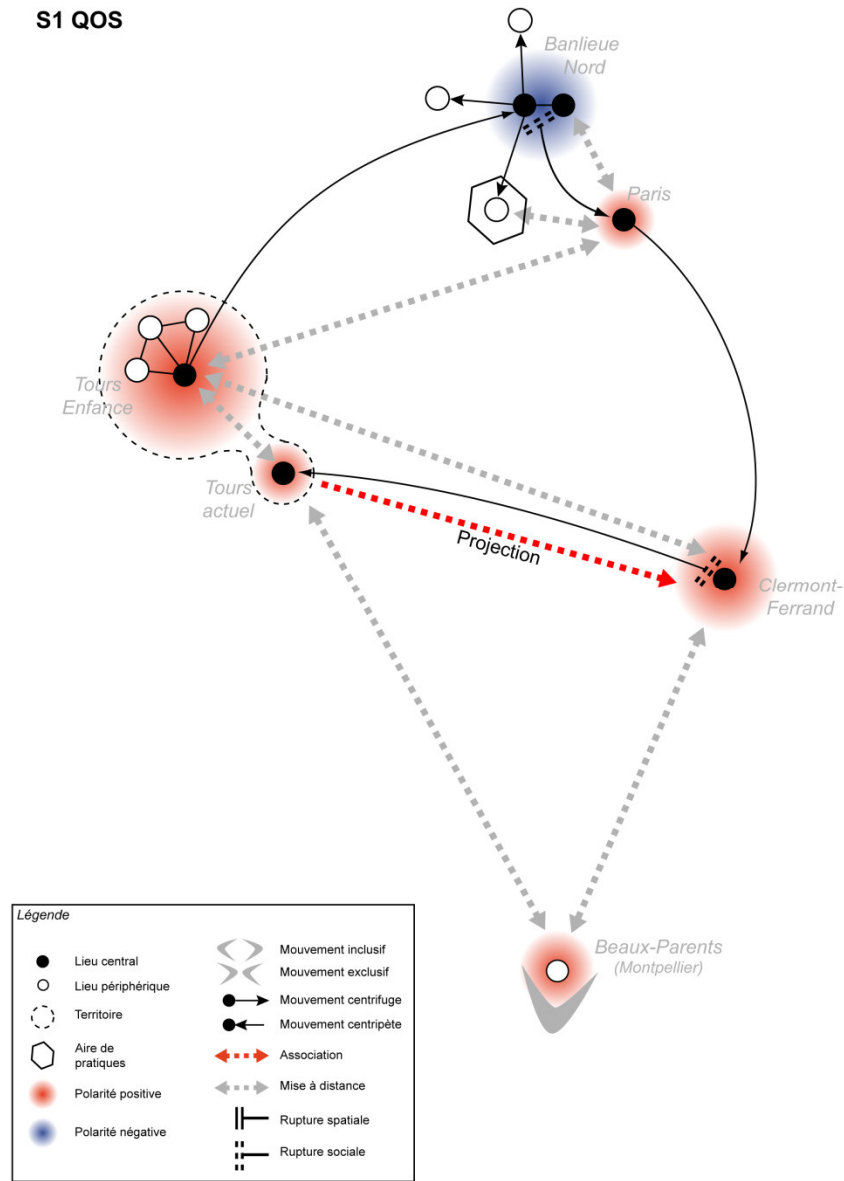 S1 QOS
Banlieue
Nord
Paris
Tours
Enfance
Tours
actuel
Projection
Clermont-
Ferrand
Beaux-Parents
(Montpellier)
Légende
Lieu central
Lieu périphérique
Territoire
Aire de
pratiques
Polarité positive
Polarité négative
Mouvement inclusif
Mouvement exclusif
Mouvement centrifuge
Mouvement centripète
Association
Mise à distance
Rupture spatiale
Rupture sociale